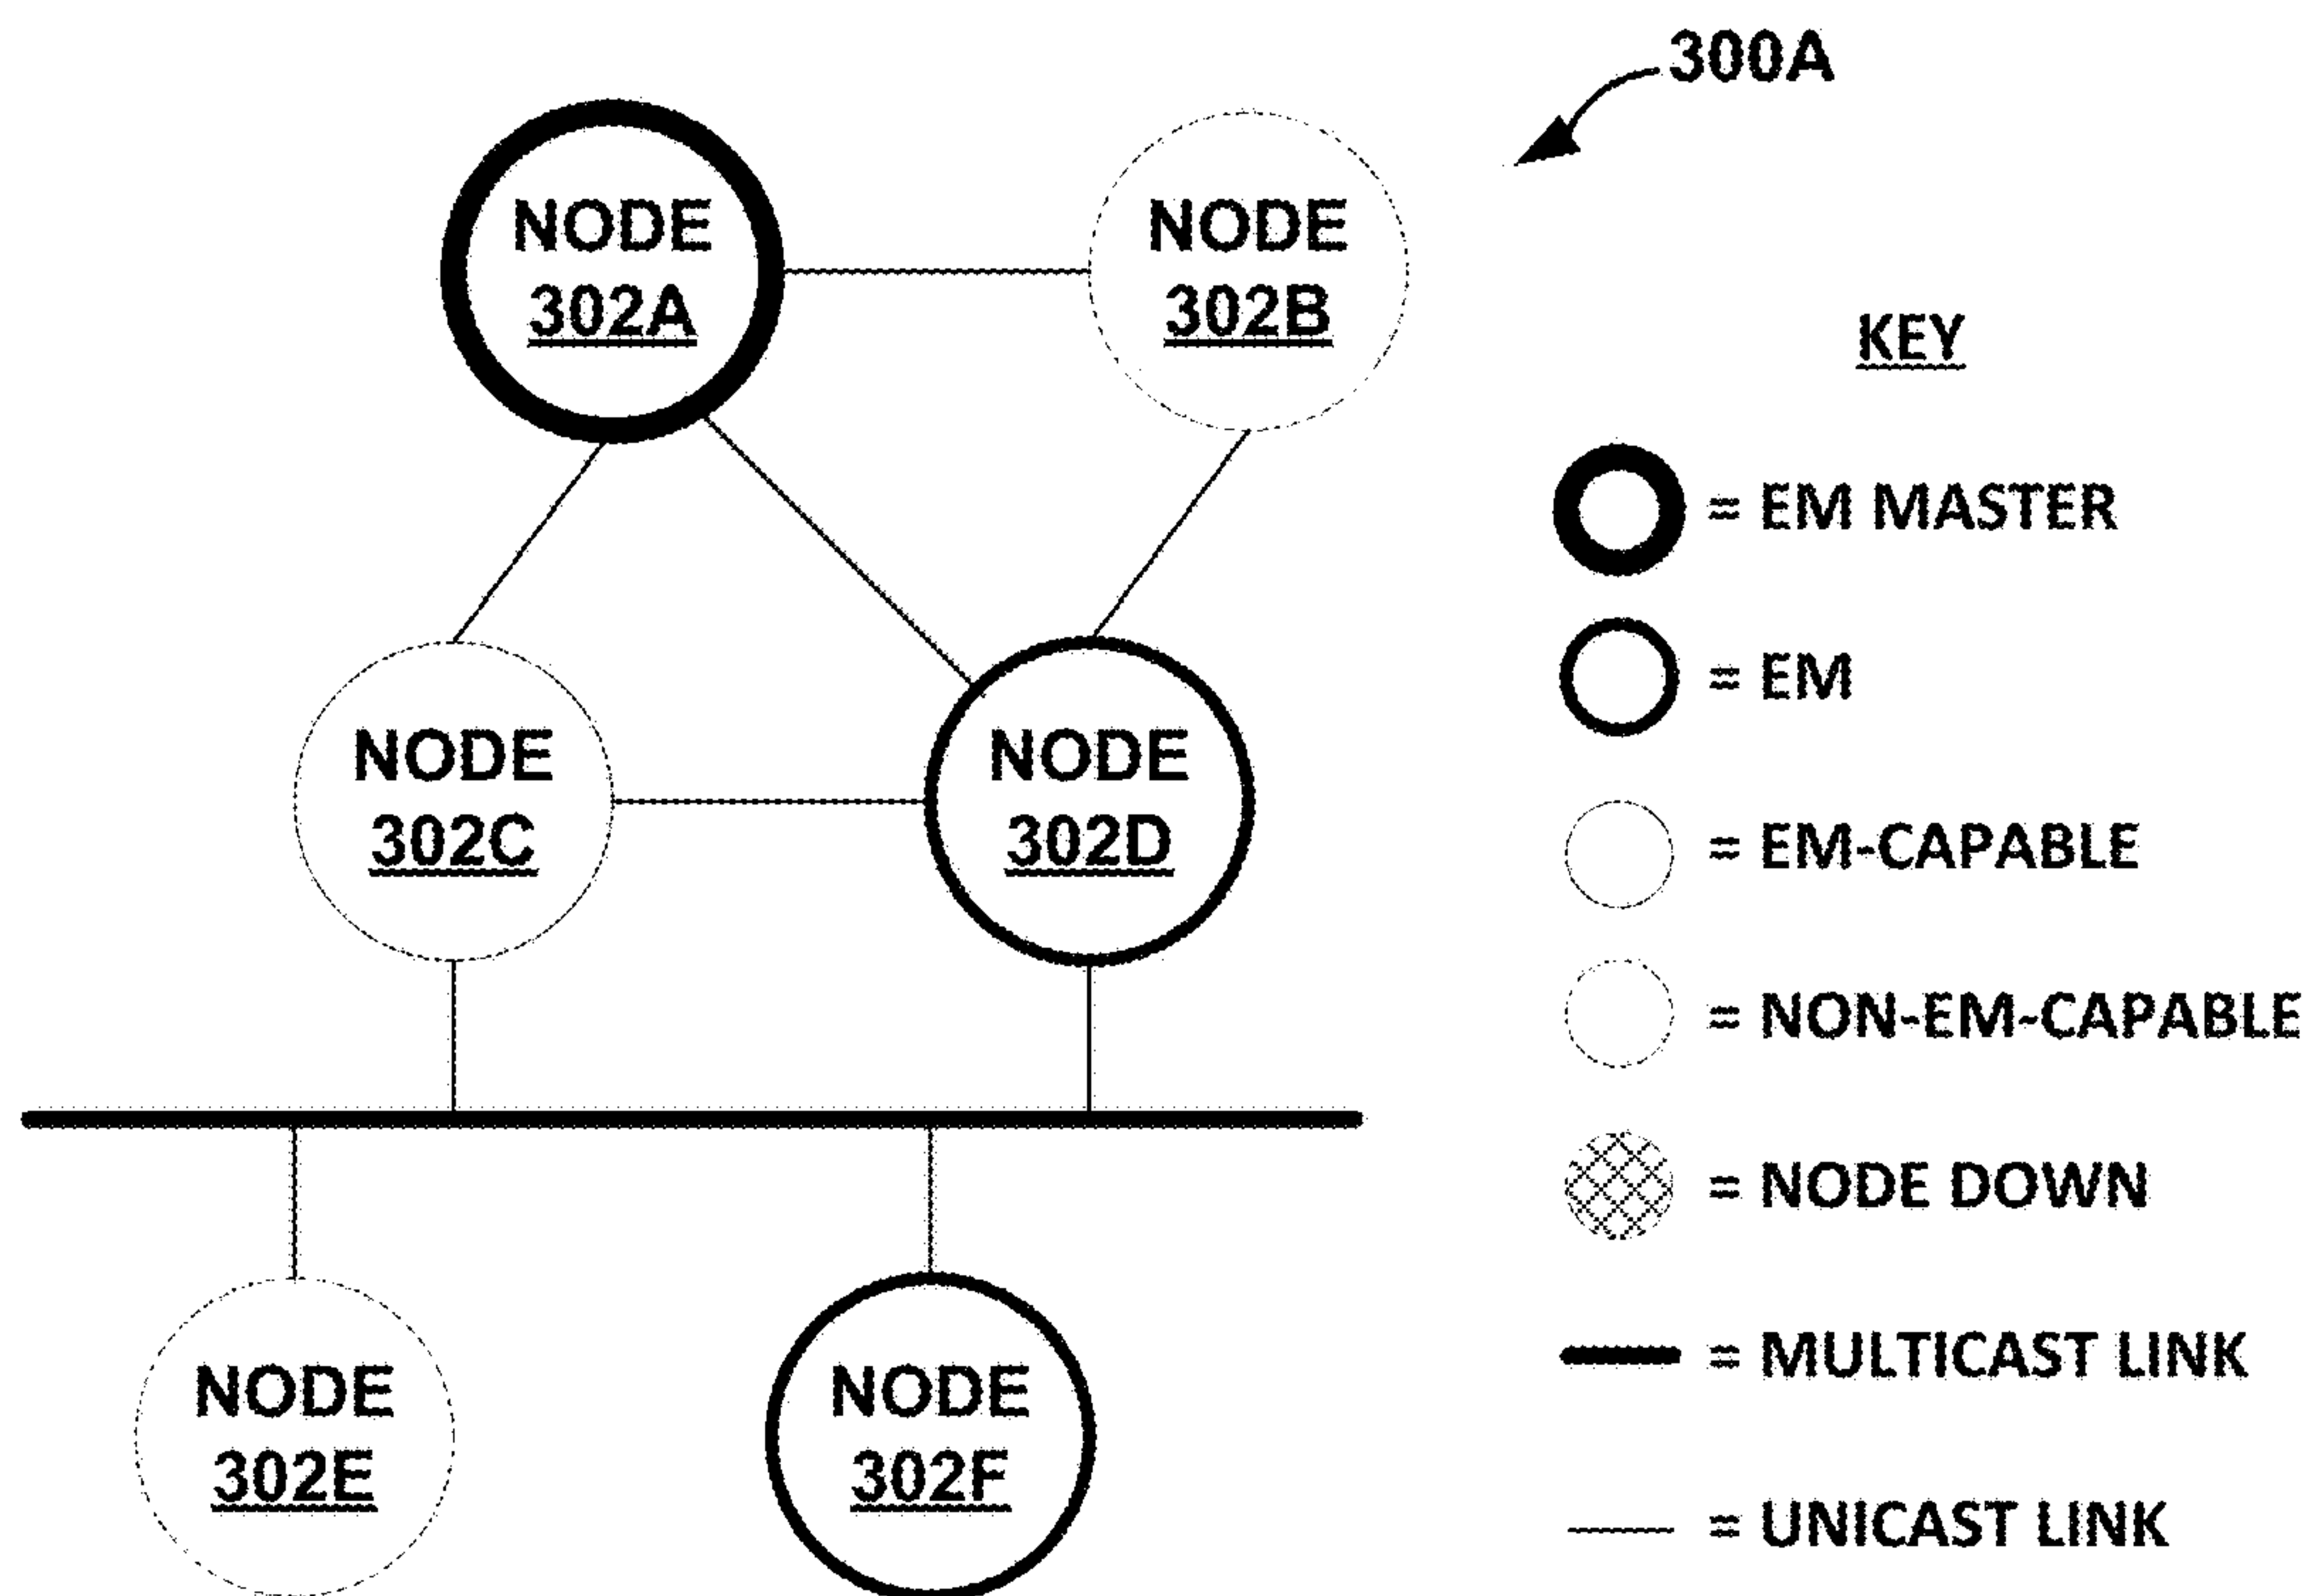 300A
NODE
302A
NODE
302B
NODE
302C
NODE
302D
NODE
302E
NODE
302F
KEY
= EM MASTER
= EM
= EM-CAPABLE
= NON-EM-CAPABLE
= NODE DOWN
= MULTICAST LINK
= UNICAST LINK